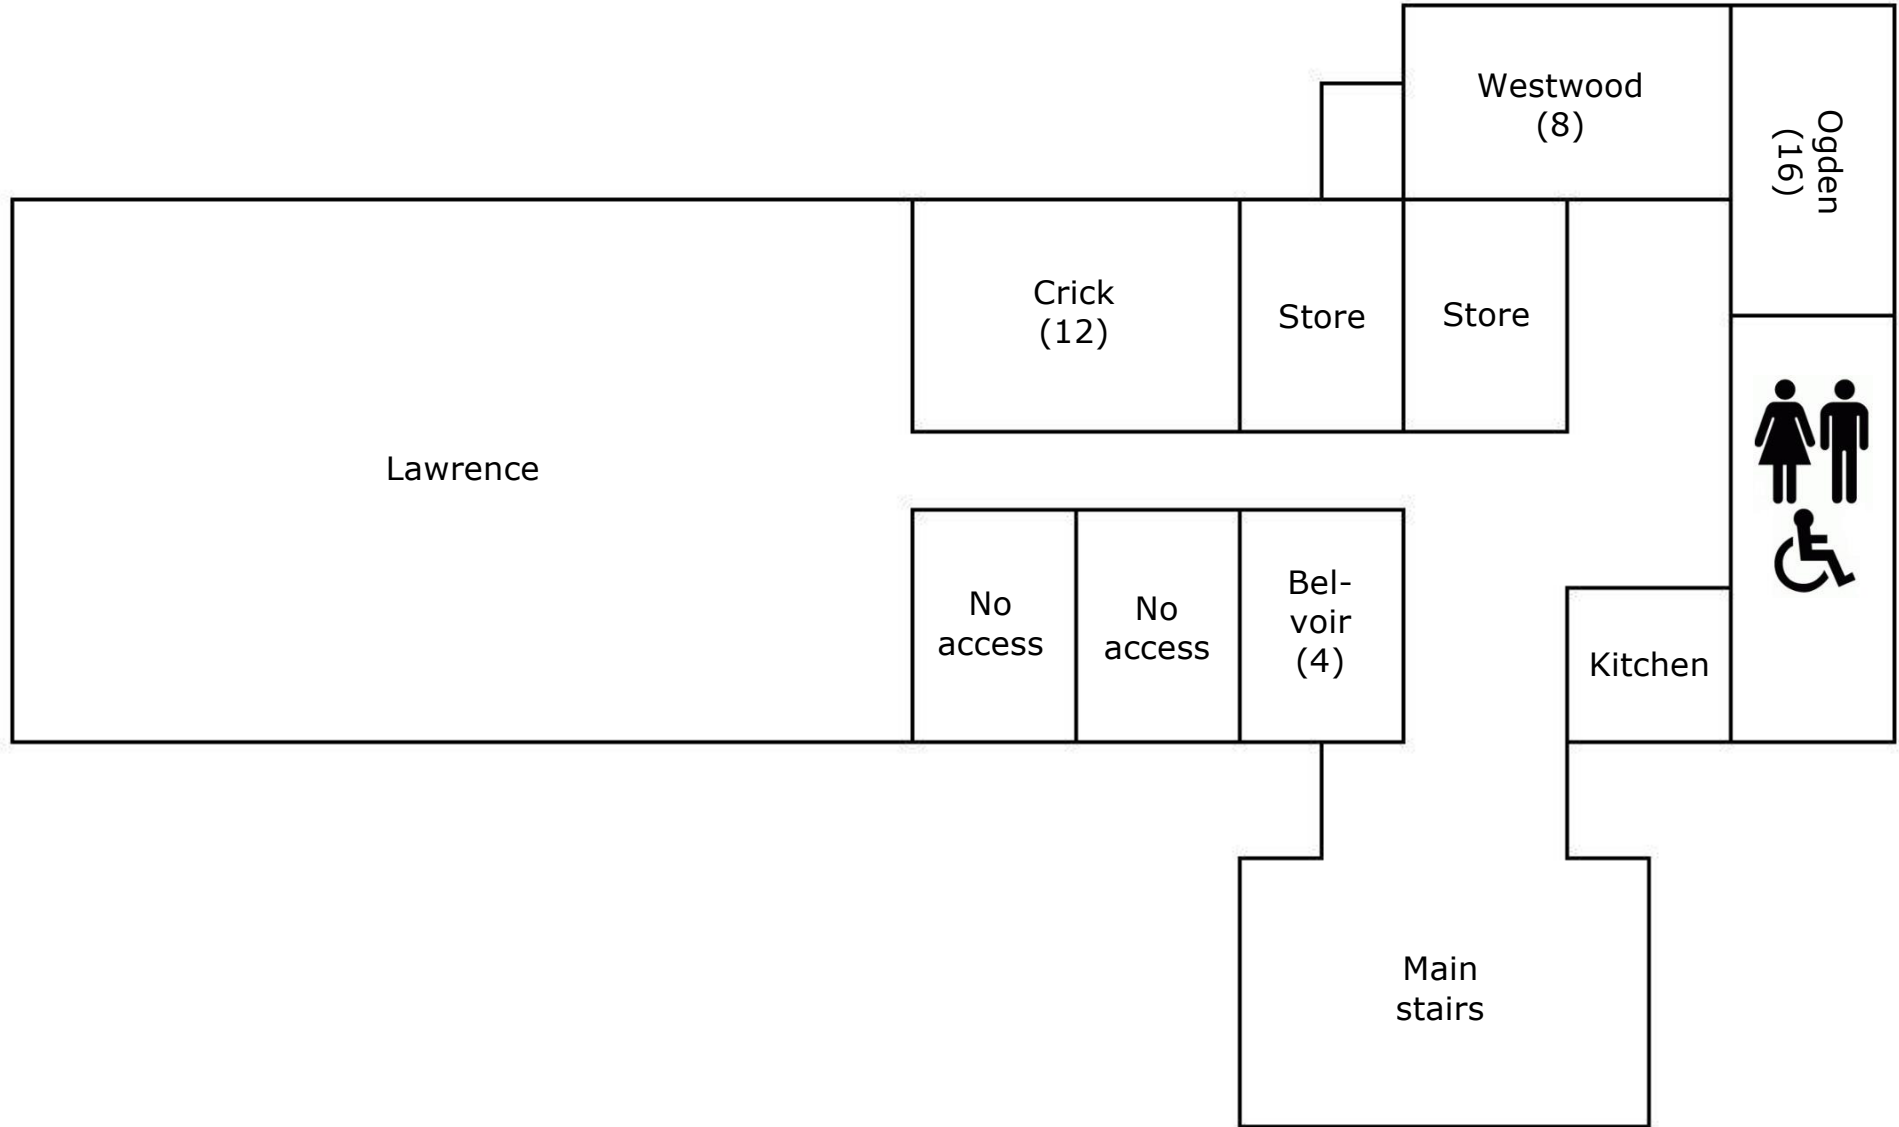 Westwood
(8)
Ogden
(16)
Crick
(12)
Store
Store
Lawrence
No
access
No
access
Bel-
voir
(4)
Kitchen
Main
stairs